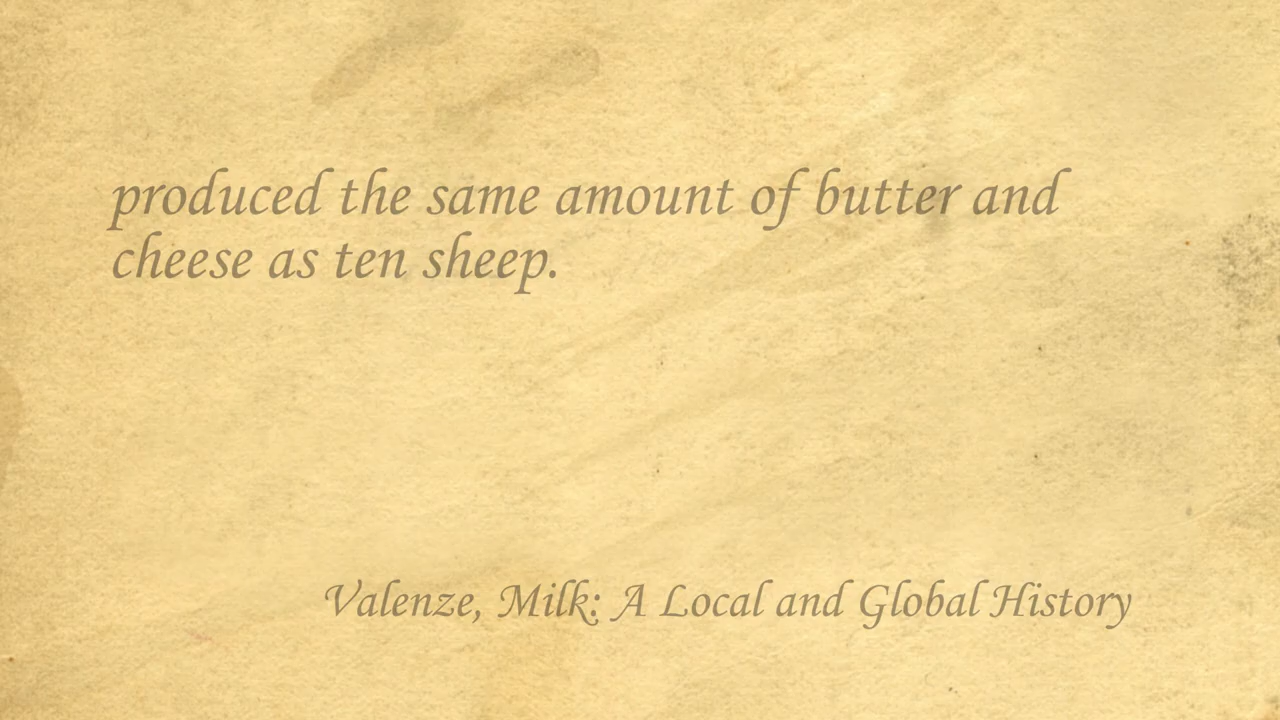 produced the same amount of butter and
cheese as ten sheep.
Valenze, Milk: A Local and Global History